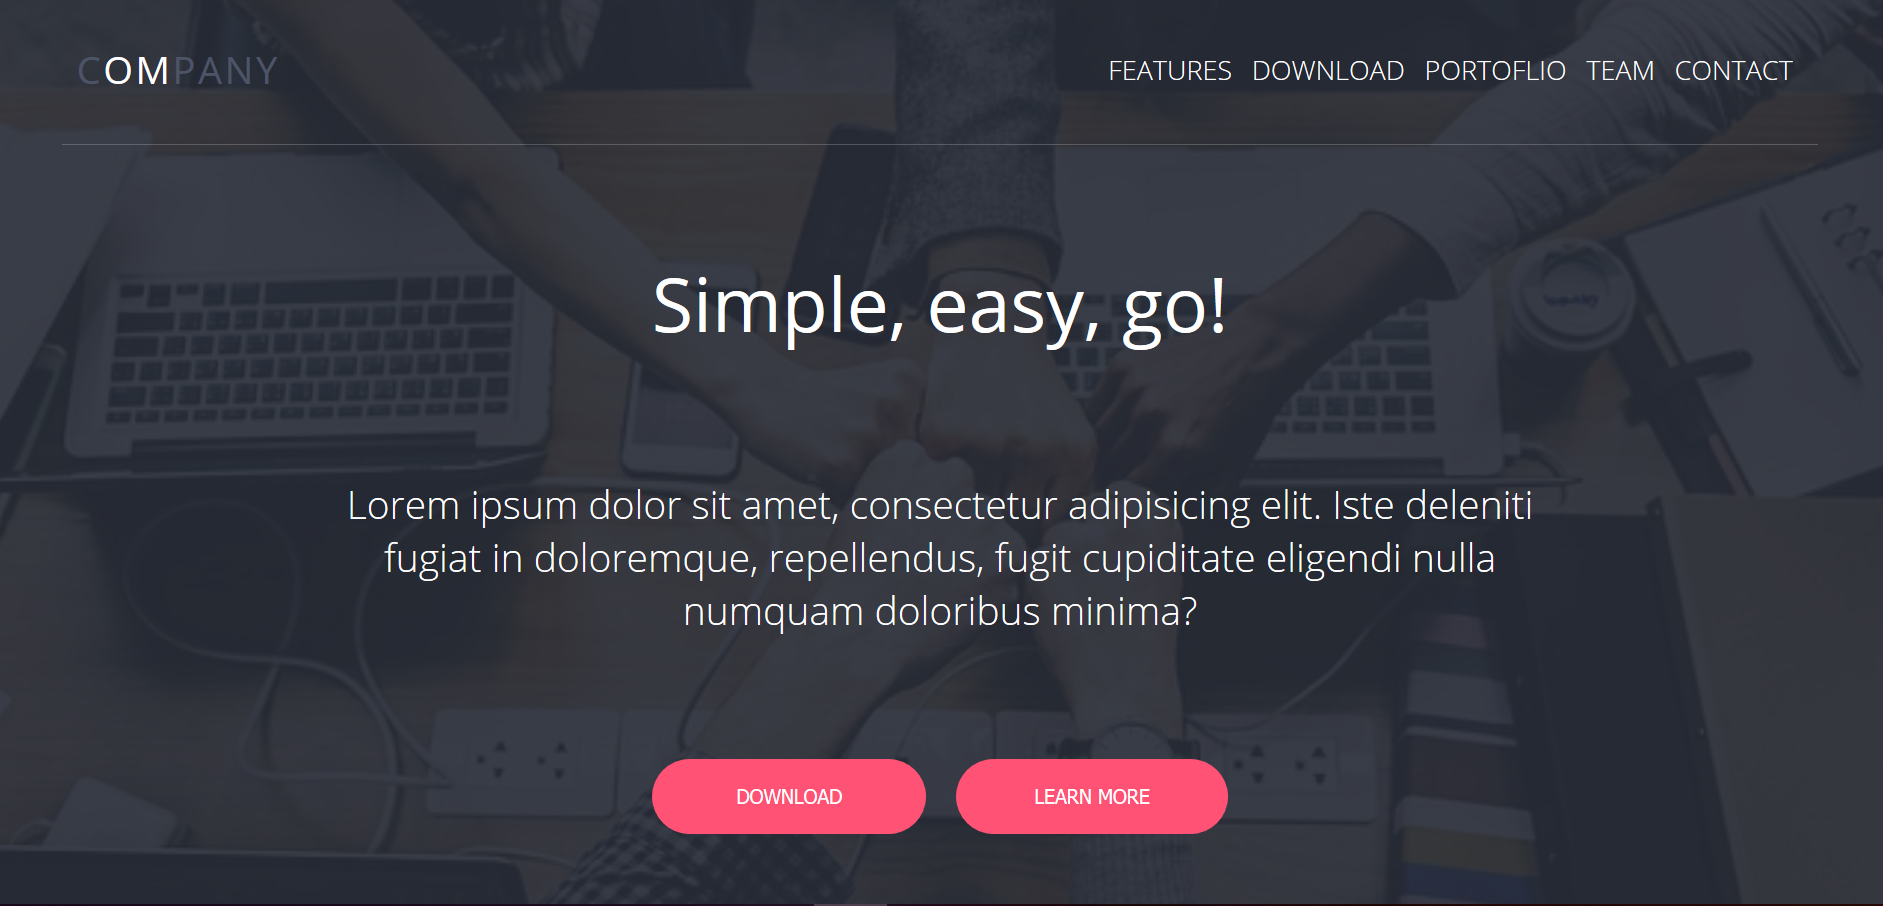 COMPANY
FEATURES DOWNLOAD PORTOFLIO TEAM CONTACT
Simple, easy, go!
Lorem ipsum dolor sit amet, consectetur adipisicing elit. Iste deleniti
fugiat in doloremque, repellendus, fugit cupiditate eligendi nulla
numquam doloribus minima?
DOWNLOAD
LEARN MORE